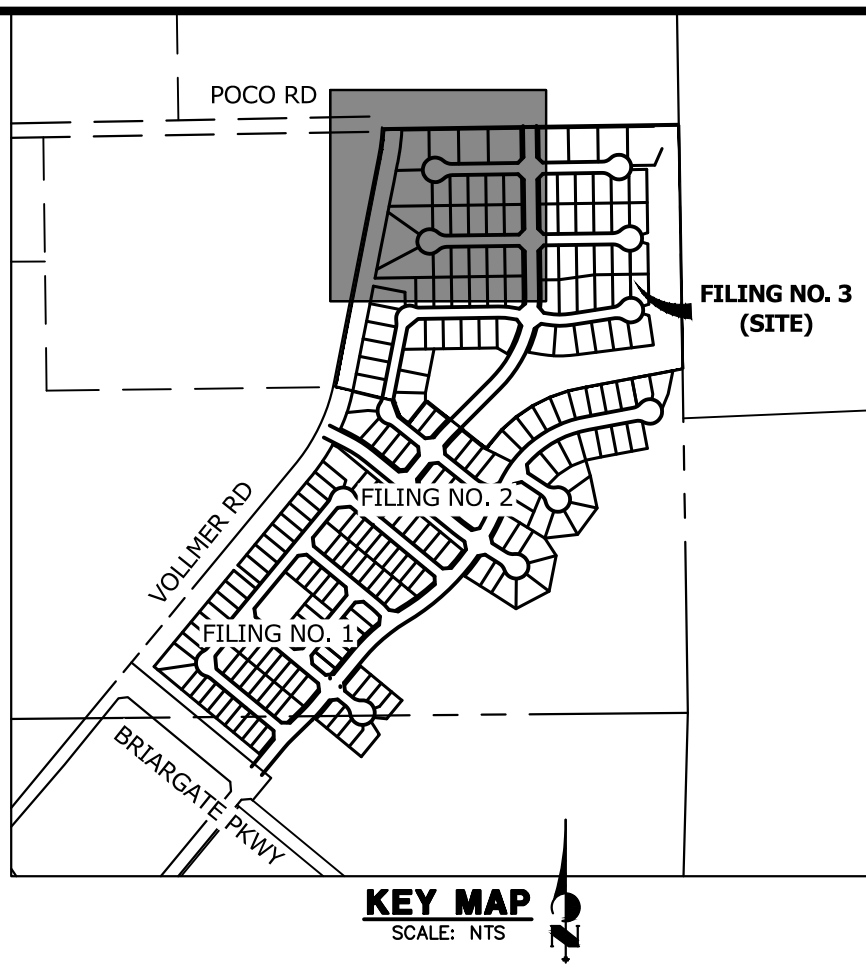 POCO RD
FILING NO. 3
(SITE)
FILING NO. 2
VOLLMER RD
FILING NO. 1
BRIARGATE PKWY
KEY MAP
SCALE: NTS
N